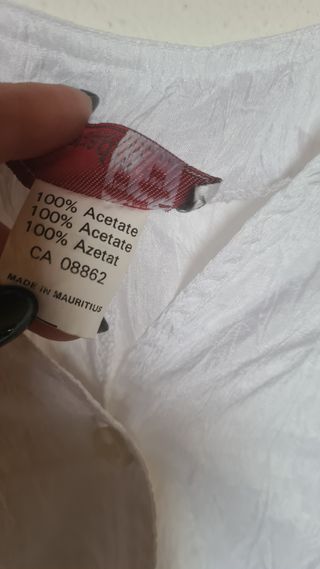 100% Acetate
100% Acetate
100% Azetat
CA 08862
MADE IN MAURITIUS